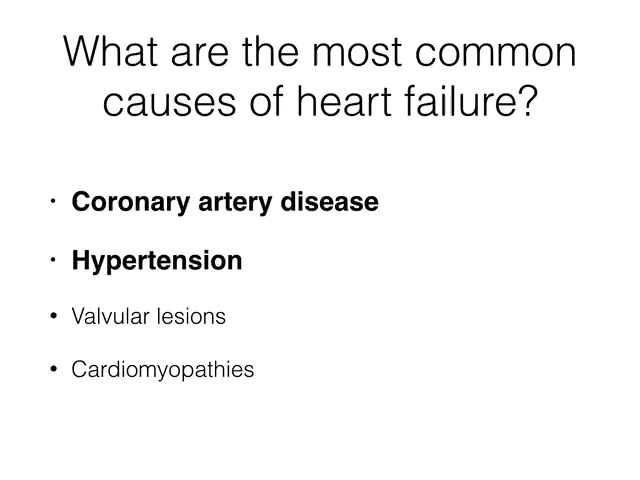 What are the most common
causes of heart failure?
• Coronary artery disease
• Hypertension
• Valvular lesions
• Cardiomyopathies